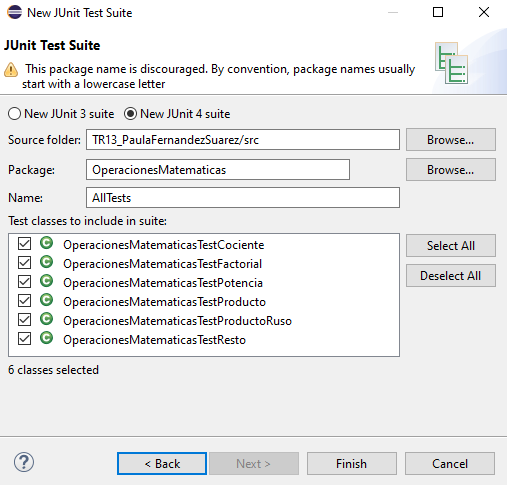 New JUnit Test Suite
JUnit Test Suite
This package name is discouraged. By convention, package names usually
start with a lowercase letter
New JUnit 3 suite New JUnit 4 suite
Source folder: TR13_PaulaFernandezSuarez/src Browse...
Package: OperacionesMatematicas Browse...
Name: AllTests
Test classes to include in suite:
OperacionesMatematicasTestCociente Select All
OperacionesMatematicasTestFactorial
OperacionesMatematicasTestPotencia Deselect All
OperacionesMatematicasTestProducto
OperacionesMatematicasTestProductoRuso
OperacionesMatematicasTestResto
6 classes selected
? < Back Next > Finish Cancel